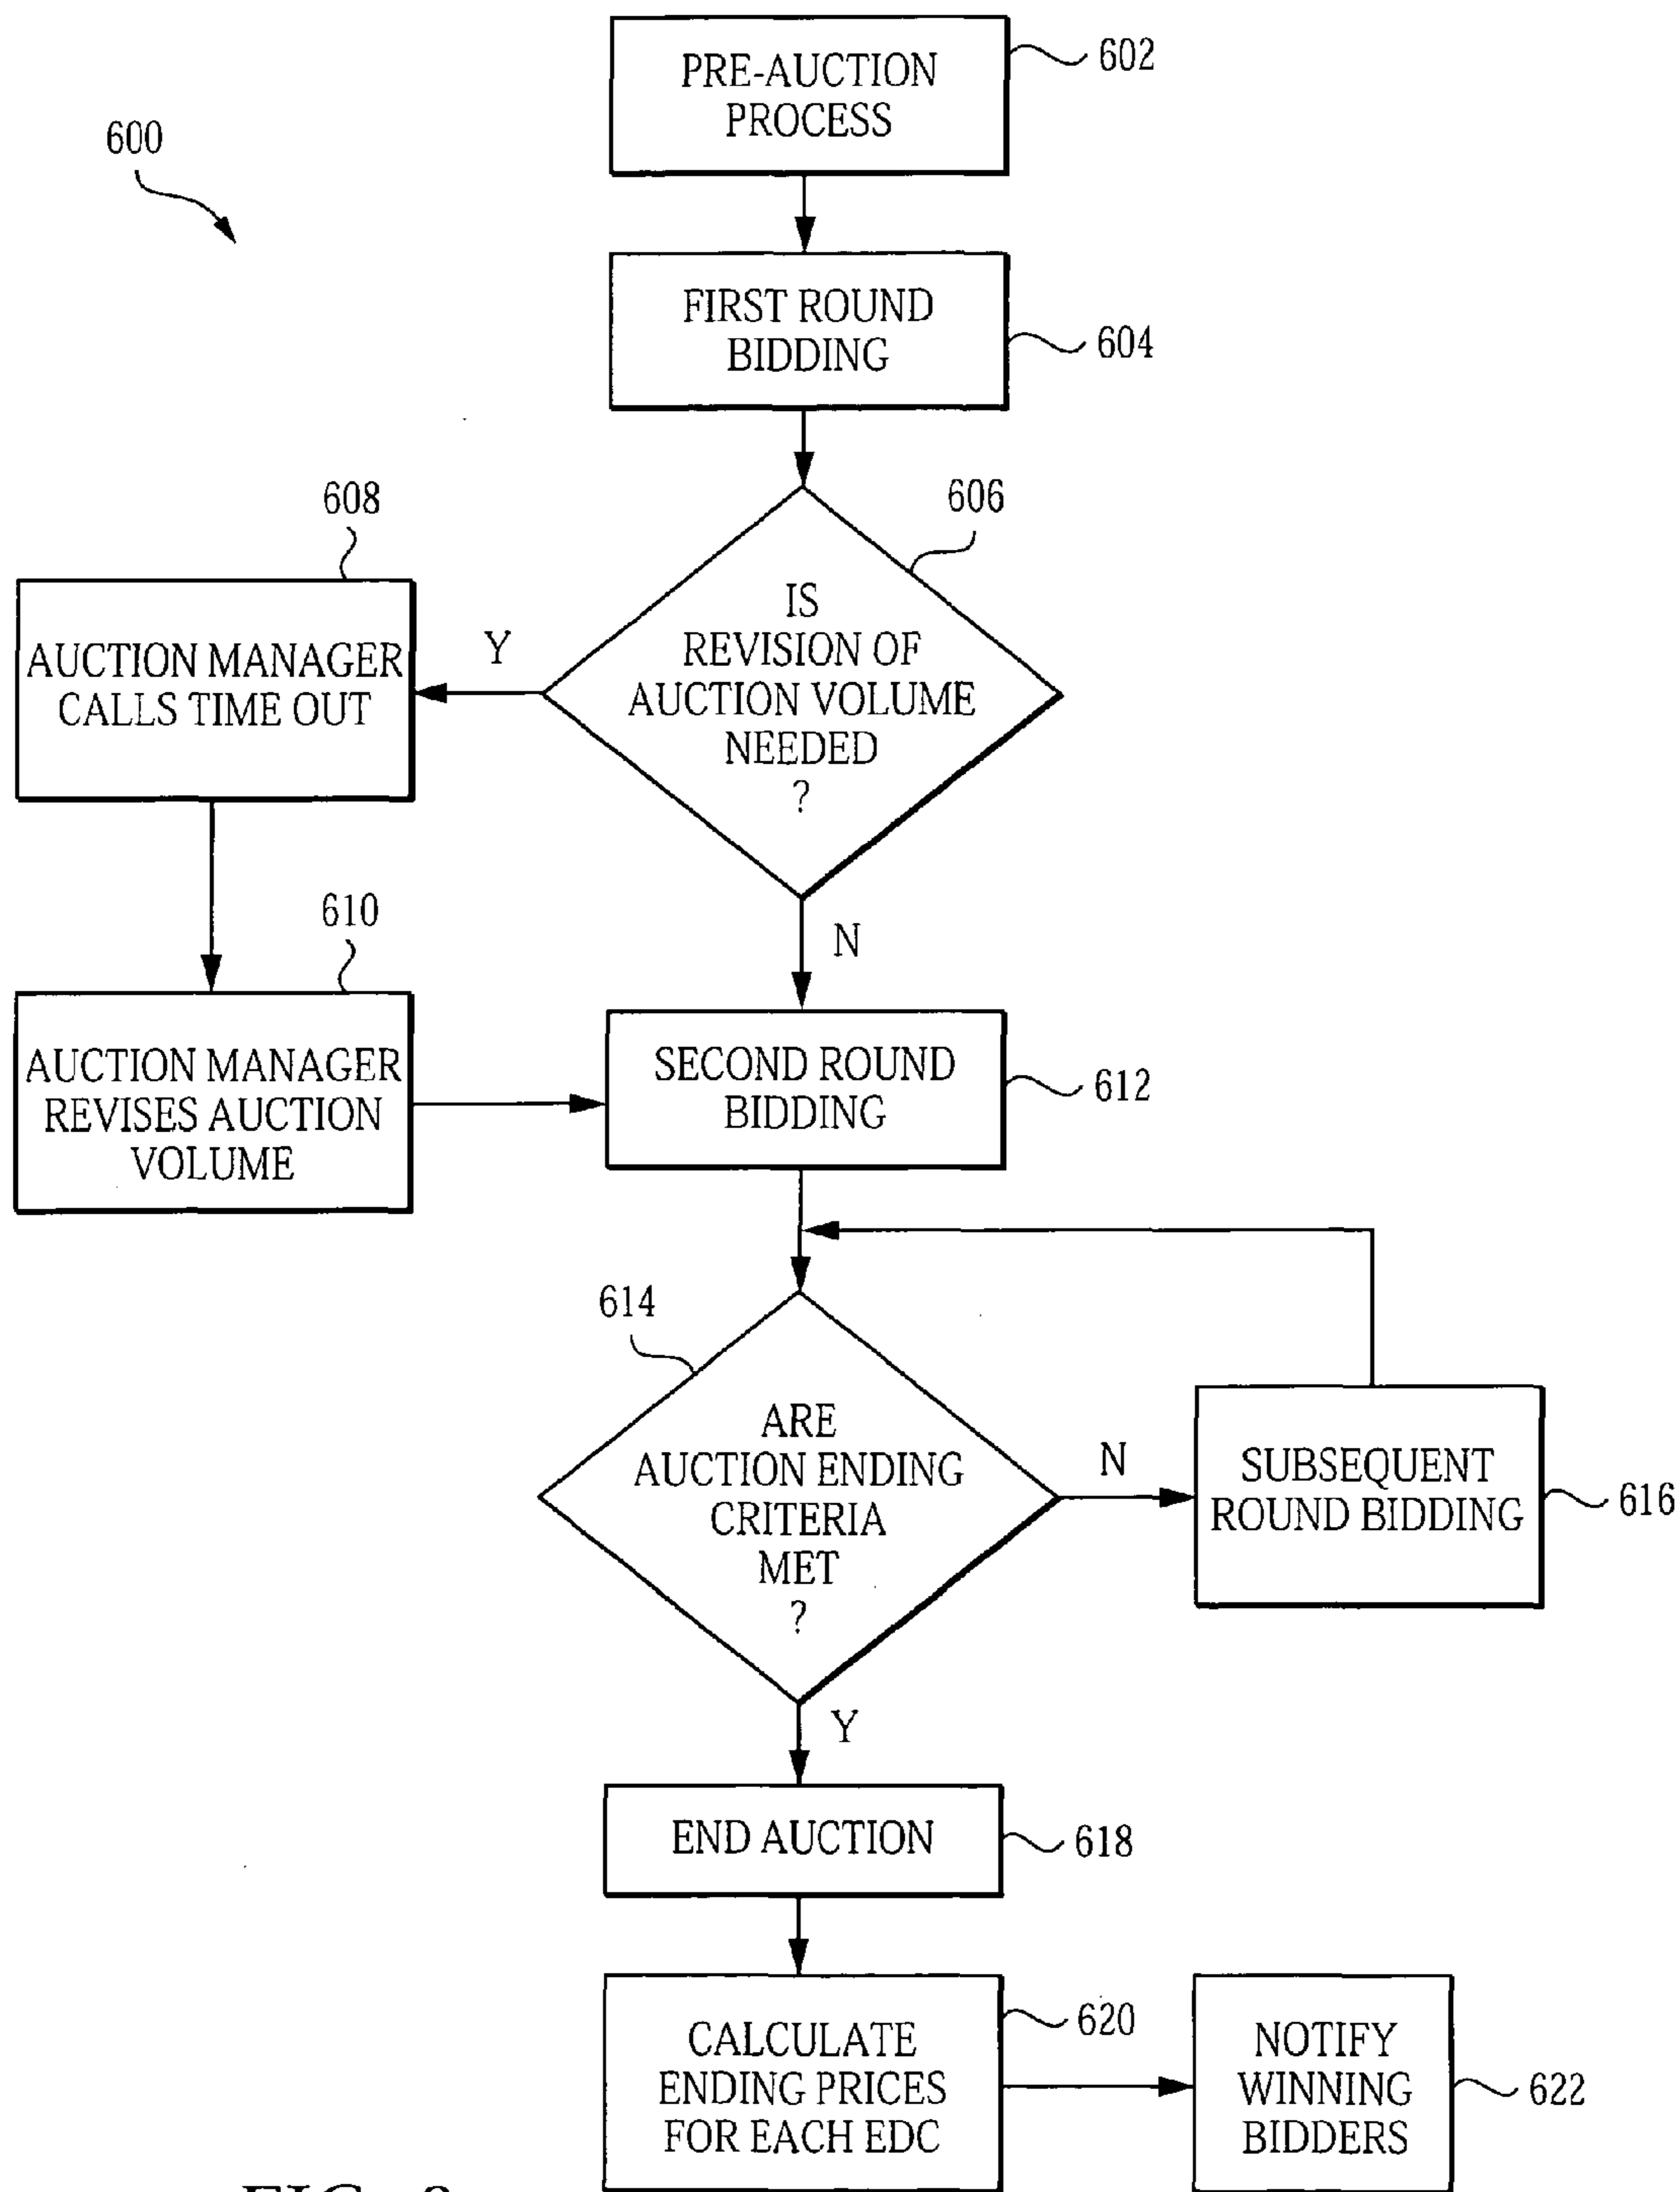 602
PRE-AUCTION
PROCESS
600
FIRST ROUND
BIDDING
604
608
606
IS
REVISION OF
AUCTION VOLUME
NEEDED
?
Y
AUCTION MANAGER
CALLS TIME OUT
N
610
AUCTION MANAGER
REVISES AUCTION
VOLUME
SECOND ROUND
BIDDING
612
614
ARE
AUCTION ENDING
CRITERIA
MET
?
N
SUBSEQUENT
ROUND BIDDING
616
Y
END AUCTION
618
CALCULATE
ENDING PRICES
FOR EACH EDC
620
NOTIFY
WINNING
BIDDERS
622